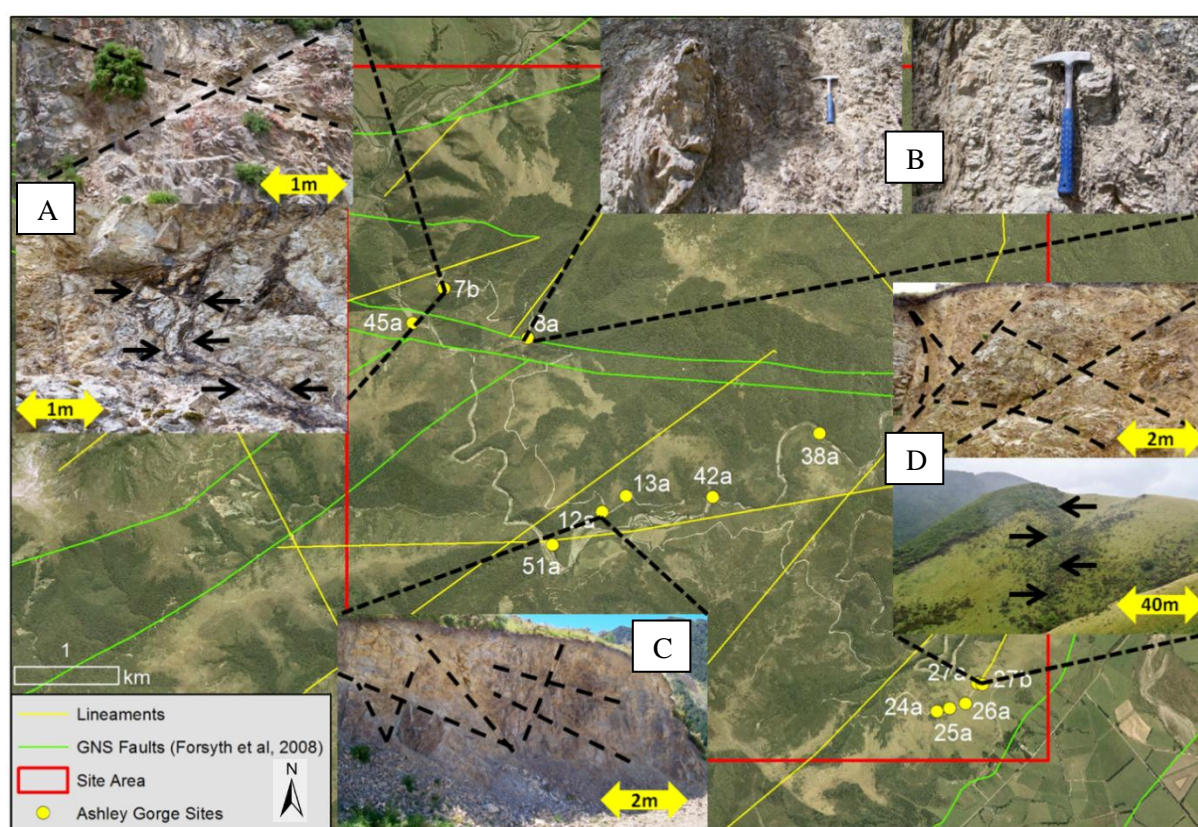 1m
A
1m
B
7b
45a
8a
2m
D
38a
13a
42a
12a
51a
40m
C
2m
27a
27b
24a
26a
25a
1
km
Lineaments
GNS Faults (Forsyth et al, 2008)
Site Area
N
Ashley Gorge Sites